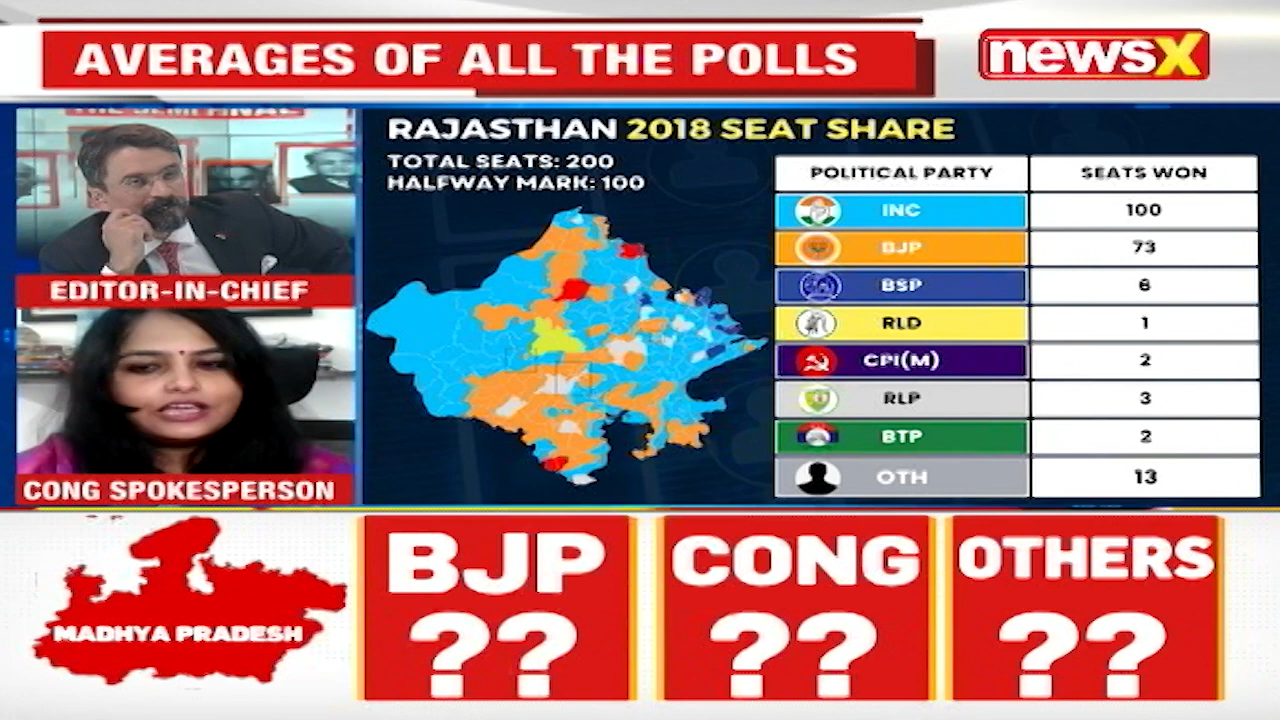 AVERAGES OF ALL THE POLLS
newsX
RAJASTHAN 2018 SEAT SHARE
TOTAL SEATS: 200
HALFWAY MARK: 100
POLITICAL PARTY SEATS WON
INC 100
BJP 73
BSP 6
RLD 1
CPI(M) 2
RLP 3
BTP 2
OTH 13
EDITOR-IN-CHIEF
CONG SPOKESPERSON
MADHYA PRADESH
BJP
??
CONG
??
OTHERS
??